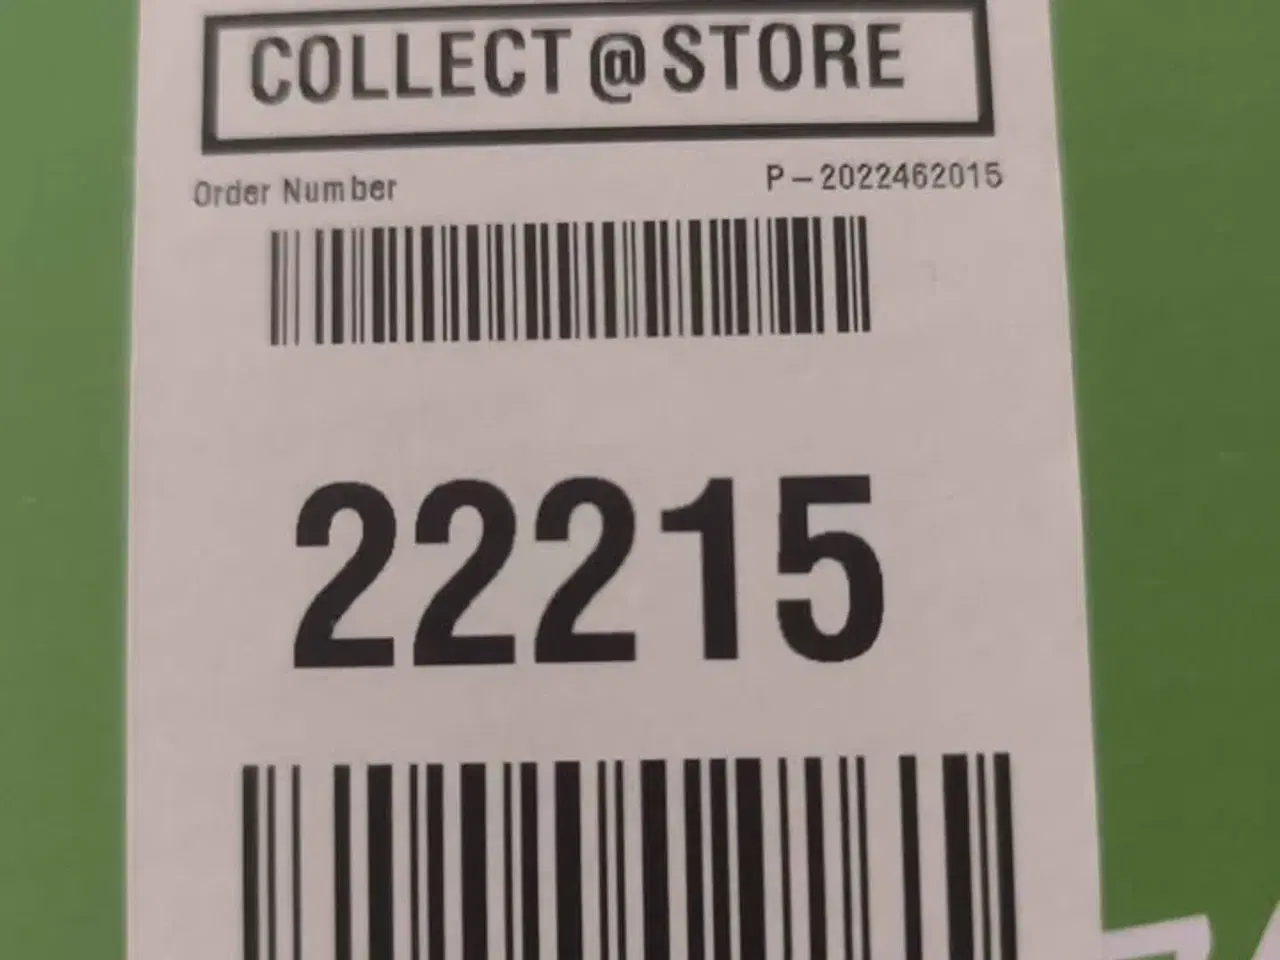 COLLECT @ STORE
Order Number P-2022462015
22215